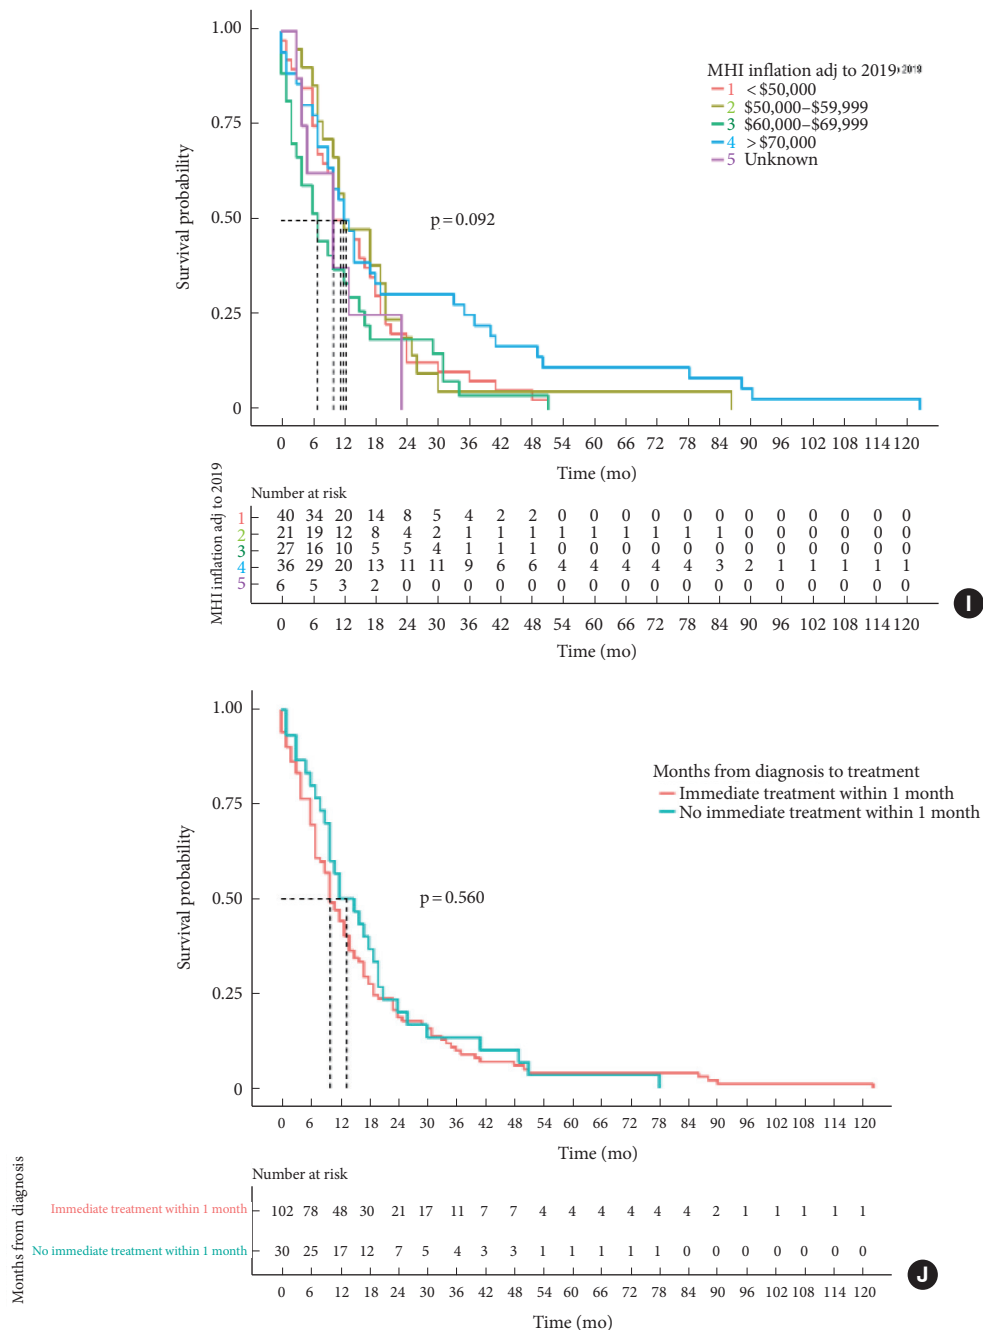 1.00
0.75
0.50
0.25
0
Survival probability
MHI inflation adj to 2019 2019
1 < $50,000
2 $50,000–$59,999
3 $60,000–$69,999
4 > $70,000
5 Unknown
p = 0.092
0 6 12 18 24 30 36 42 48 54 60 66 72 78 84 90 96 102 108 114 120
Time (mo)
MHI inflation adj to 2019
Number at risk
1 40 34 20 14 8 5 4 2 2 0 0 0 0 0 0 0 0 0 0 0 0
2 21 19 12 8 4 2 1 1 1 1 1 1 1 1 1 0 0 0 0 0 0
3 27 16 10 5 5 4 1 1 1 0 0 0 0 0 0 0 0 0 0 0 0
4 36 29 20 13 11 11 9 6 6 4 4 4 4 4 3 2 1 1 1 1 1
5 6 5 3 2 0 0 0 0 0 0 0 0 0 0 0 0 0 0 0 0 0
0 6 12 18 24 30 36 42 48 54 60 66 72 78 84 90 96 102 108 114 120
Time (mo)
I
1.00
0.75
0.50
0.25
0
Survival probability
Months from diagnosis to treatment
Immediate treatment within 1 month
No immediate treatment within 1 month
p = 0.560
0 6 12 18 24 30 36 42 48 54 60 66 72 78 84 90 96 102 108 114 120
Time (mo)
Months from diagnosis
Number at risk
Immediate treatment within 1 month 102 78 48 30 21 17 11 7 7 4 4 4 4 4 4 2 1 1 1 1 1
No immediate treatment within 1 month 30 25 17 12 7 5 4 3 3 1 1 1 1 1 0 0 0 0 0 0 0
0 6 12 18 24 30 36 42 48 54 60 66 72 78 84 90 96 102 108 114 120
Time (mo)
J